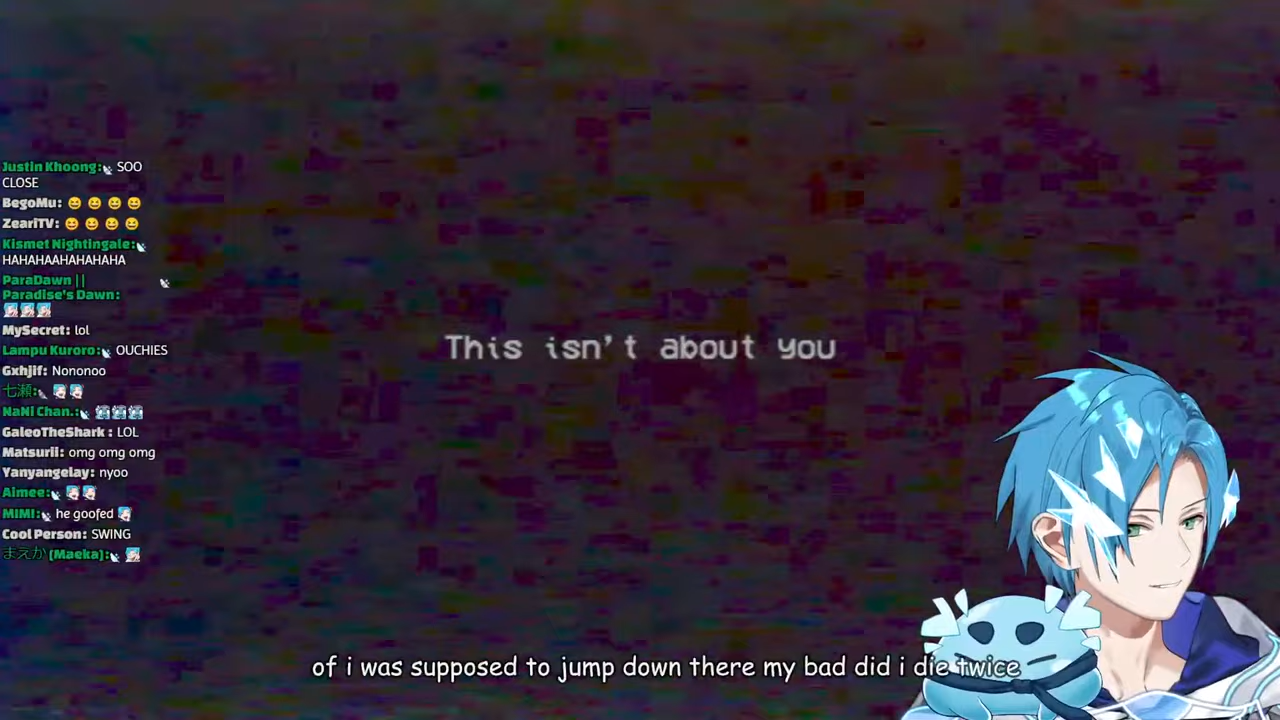 Justin Khoong: SOO
CLOSE
BegoMu: 😆 😆 😆 😆
ZeariTV: 😆 😆 😆 😆
Kismet Nightingale:
HAHAHAAHAHAHAHA
ParaDawn ||
Paradise's Dawn:
MySecret: lol
Lampu Kuroro: OUCHIES
Gxhjif: Nononoo
七瀬:
NaNi Chan.:
GaleoTheShark : LOL
Matsurii: omg omg omg
Yanyangelay: nyoo
Aimee:
MIMI: he goofed
Cool Person: SWING
まえか (Maeka):
This isn't about you
of i was supposed to jump down there my bad did i die twice